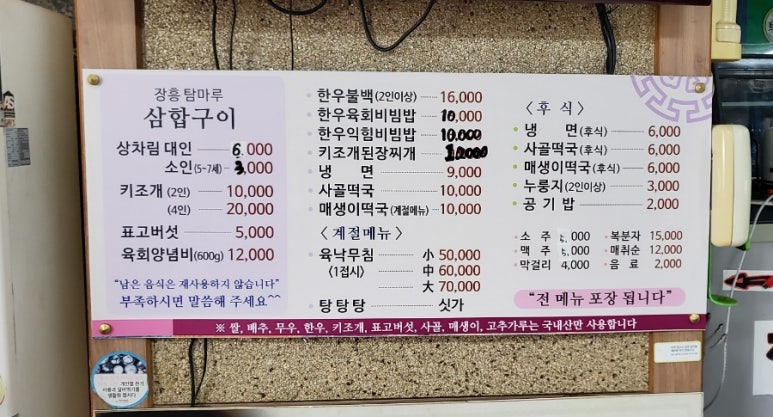 장흥 탐마루
삼합구이
상차림 대인 6,000
소인(5~7세) 3,000
키조개 (2인) 10,000
(4인) 20,000
표고버섯 5,000
육회양념비(600g) 12,000
"남은 음식은 재사용하지 않습니다"
부족하시면 말씀해 주세요~^^
한우불백(2인이상) 16,000
한우육회비빔밥 10,000
한우익힘비빔밥 10,000
키조개된장찌개
냉 면 9,000
사골떡국 10,000
매생이떡국(계절메뉴) 10,000
〈계절메뉴〉
육낙무침 小 50,000
(1접시) 中 60,000
大 70,000
탕탕탕 싯가
〈후 식〉
냉 면(후식) 6,000
사골떡국(후식) 6,000
매생이떡국(후식) 6,000
누룽지(2인이상) 3,000
공기밥 2,000
소 주 5,000 복분자 15,000
맥 주 5,000 매취순 12,000
막걸리 4,000 음 료 2,000
"전 메뉴 포장 됩니다"
※ 쌀, 배추, 무우, 한우, 키조개, 표고버섯, 사골, 매생이, 고추가루는 국내산만 사용합니다